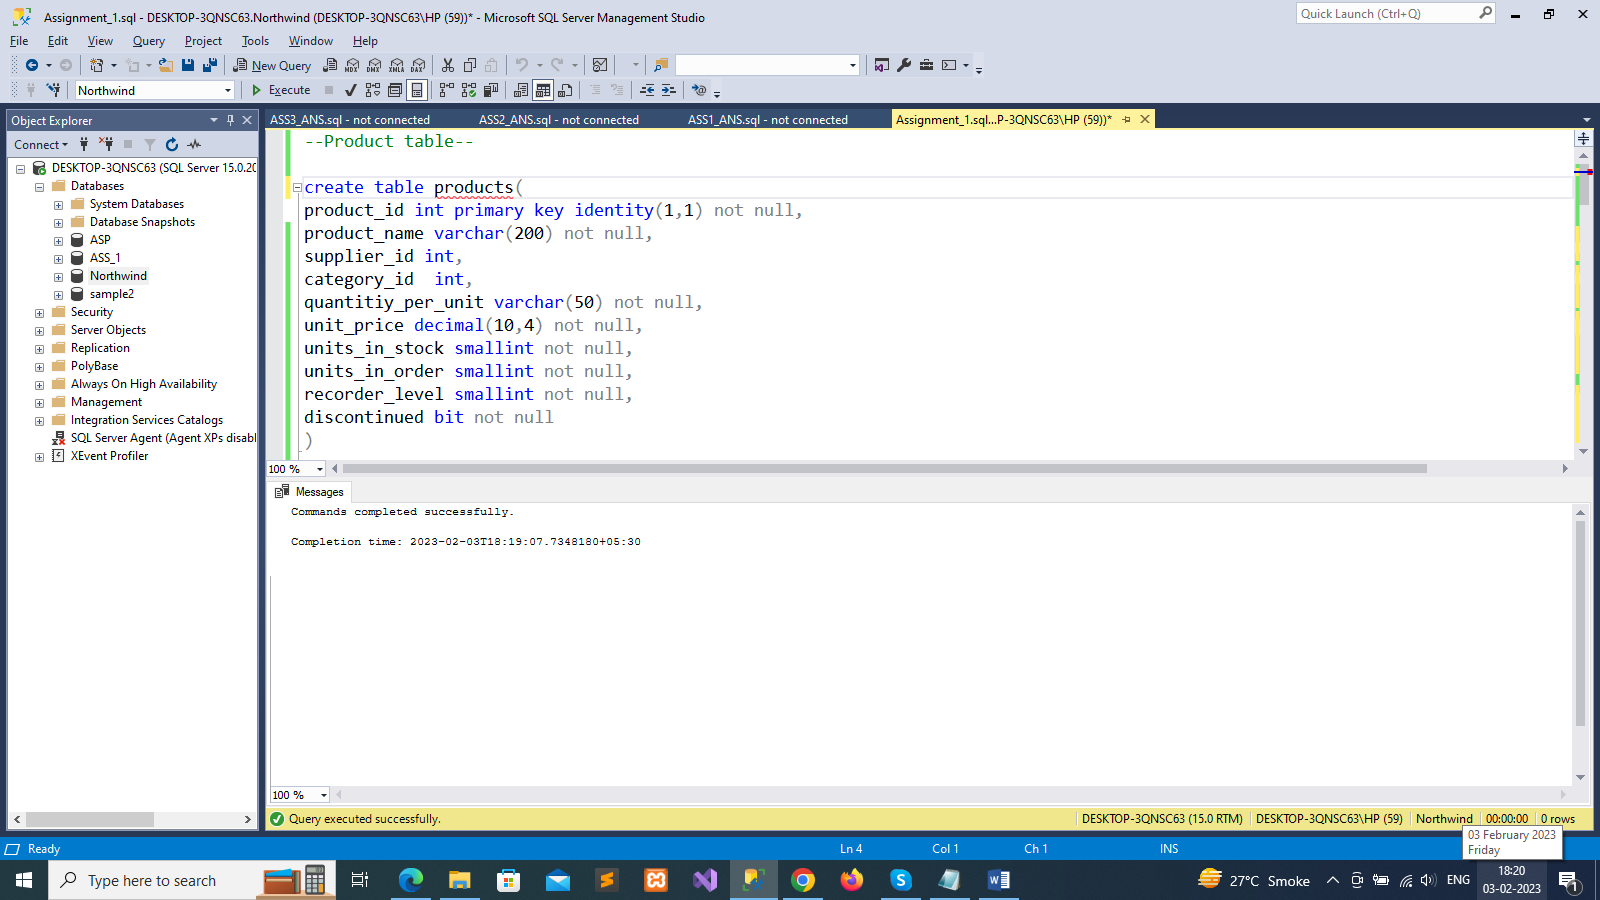 Assignment_1.sql - DESKTOP-3QNSC63.Northwind (DESKTOP-3QNSC63\HP (59))* - Microsoft SQL Server Management Studio
Quick Launch (Ctrl+Q)
File Edit View Query Project Tools Window Help
New Query MDX DMX XMLA DAX
Northwind Execute
Object Explorer
ASS3_ANS.sql - not connected ASS2_ANS.sql - not connected ASS1_ANS.sql - not connected Assignment_1.sql...P-3QNSC63\HP (59))*
Connect
DESKTOP-3QNSC63 (SQL Server 15.0.20
Databases
System Databases
Database Snapshots
ASP
ASS_1
Northwind
sample2
Security
Server Objects
Replication
PolyBase
Always On High Availability
Management
Integration Services Catalogs
SQL Server Agent (Agent XPs disabl
XEvent Profiler
--Product table--
create table products(
product_id int primary key identity(1,1) not null,
product_name varchar(200) not null,
supplier_id int,
category_id  int,
quantitiy_per_unit varchar(50) not null,
unit_price decimal(10,4) not null,
units_in_stock smallint not null,
units_in_order smallint not null,
recorder_level smallint not null,
discontinued bit not null
)
100 %
Messages
Commands completed successfully.
Completion time: 2023-02-03T18:19:07.7348180+05:30
100 %
Query executed successfully. DESKTOP-3QNSC63 (15.0 RTM) DESKTOP-3QNSC63\HP (59) Northwind 00:00:00 0 rows
03 February 2023
Friday
Ready Ln 4 Col 1 Ch 1 INS
Type here to search 27°C Smoke ENG 18:20
03-02-2023 1